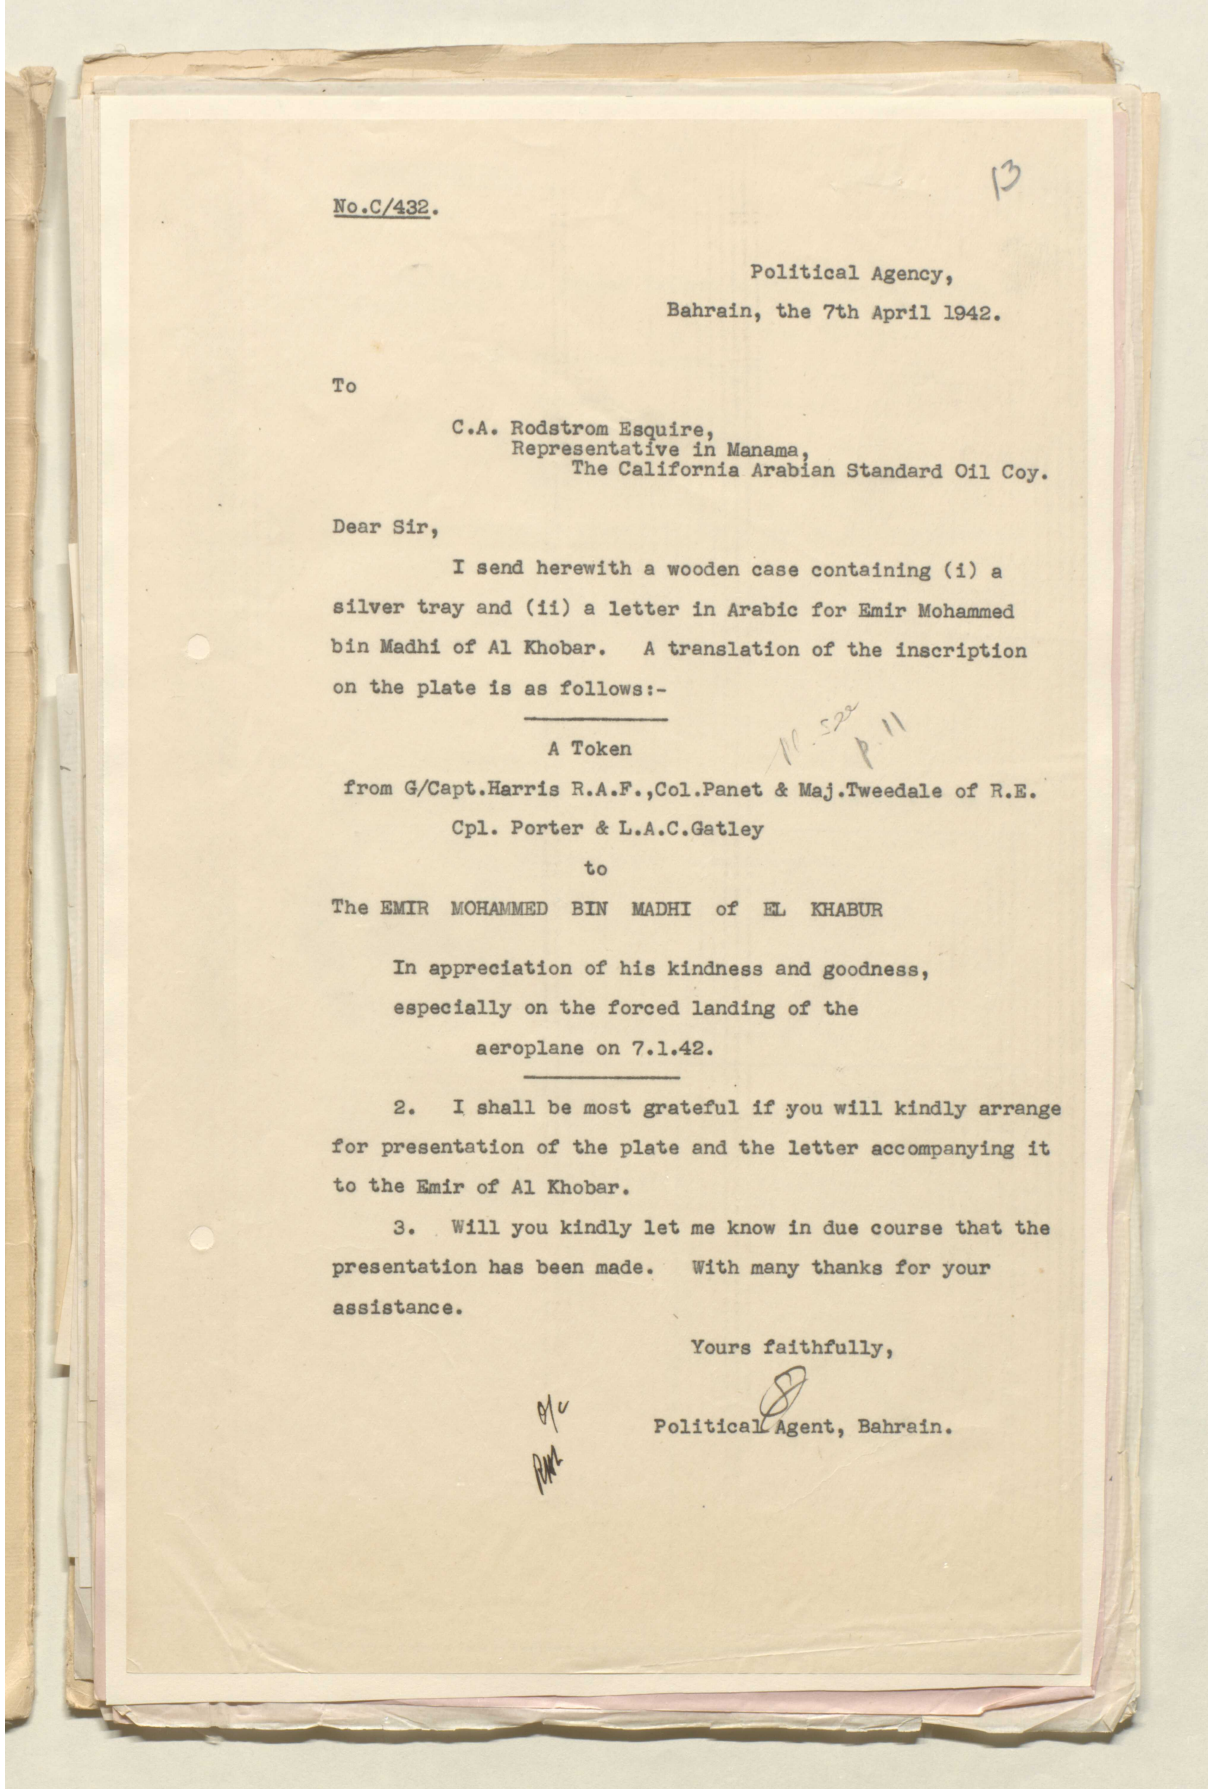 13
No.C/432.
Political Agency,
Bahrain, the 7th April 1942.
To
C.A. Rodstrom Esquire,
Representative in Manama,
The California Arabian Standard Oil Coy.
Dear Sir,
I send herewith a wooden case containing (i) a
silver tray and (ii) a letter in Arabic for Emir Mohammed
bin Madhi of Al Khobar. A translation of the inscription
on the plate is as follows:-
see
p. 11
A Token
from G/Capt.Harris R.A.F.,Col.Panet & Maj.Tweedale of R.E.
Cpl. Porter & L.A.C.Gatley
to
The EMIR MOHAMMED BIN MADHI of EL KHABUR
In appreciation of his kindness and goodness,
especially on the forced landing of the
aeroplane on 7.1.42.
2. I shall be most grateful if you will kindly arrange
for presentation of the plate and the letter accompanying it
to the Emir of Al Khobar.
3. Will you kindly let me know in due course that the
presentation has been made. With many thanks for your
assistance.
Yours faithfully,
o/c
Political Agent, Bahrain.